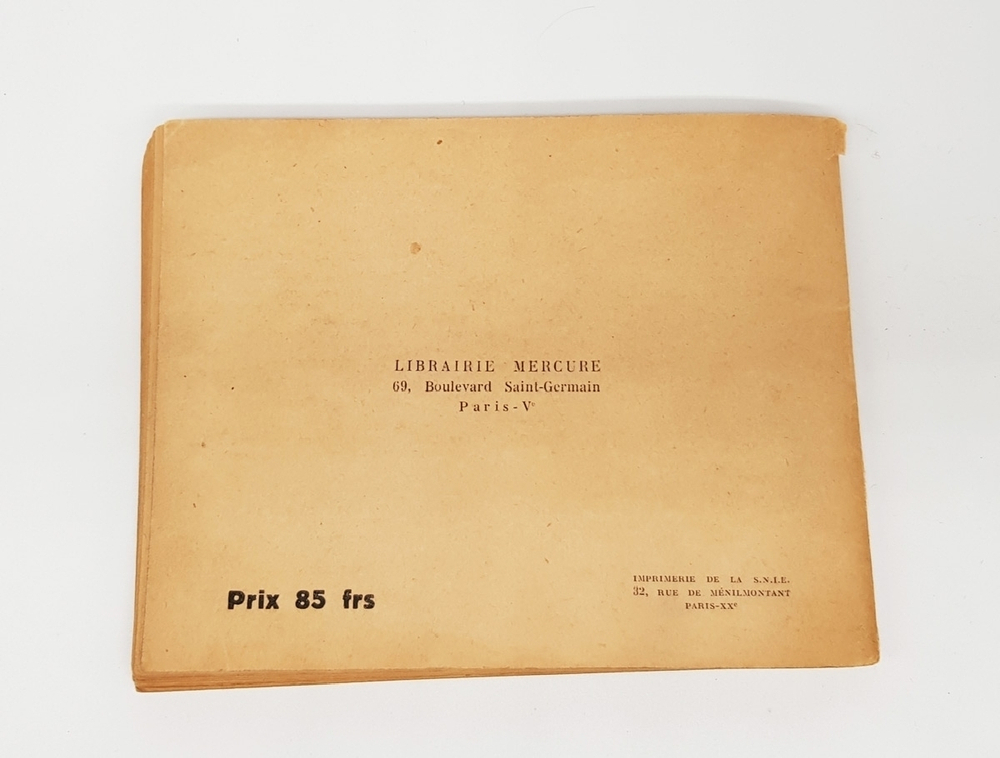 LIBRAIRIE MERCURE
69, Boulevard Saint-Germain
Paris-Vᵉ
Prix 85 frs
IMPRIMERIE DE LA S.N.I.E.
32, RUE DE MÉNILMONTANT
PARIS-XXᵉ